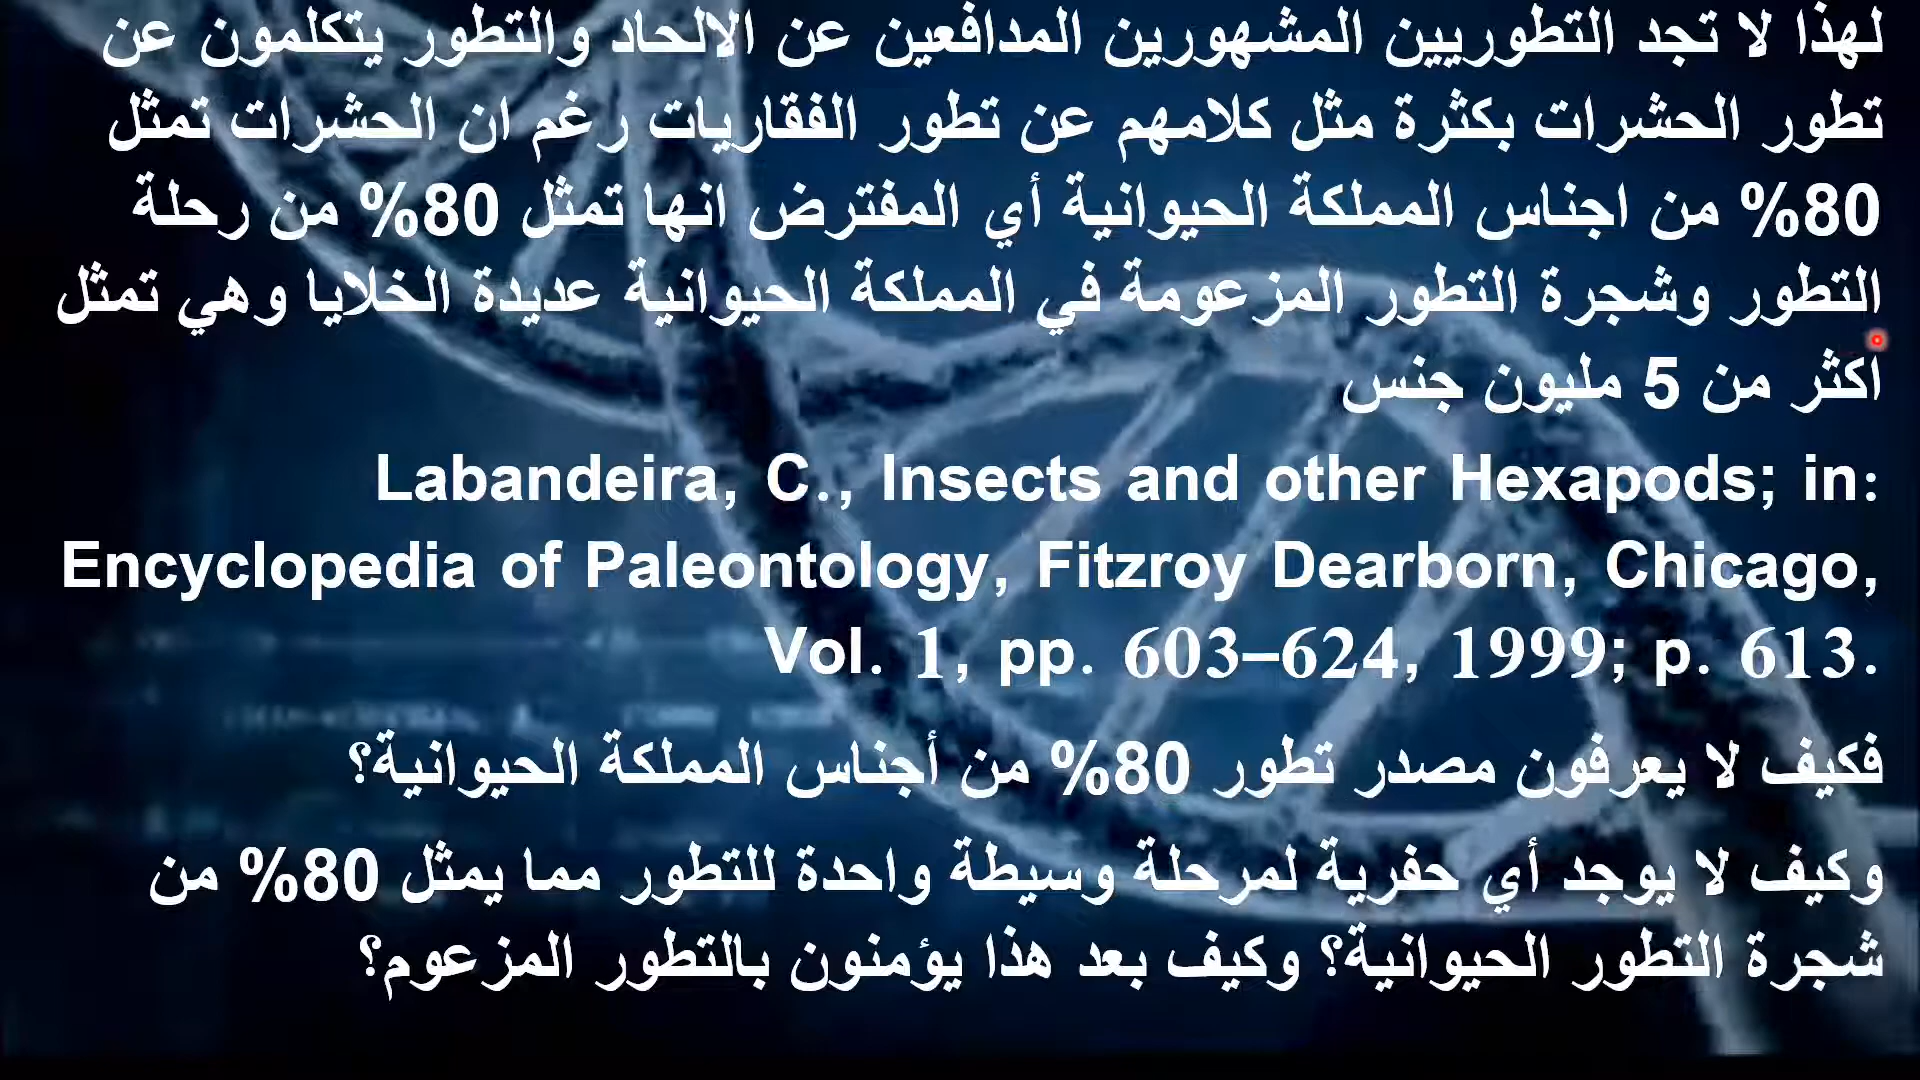 لهذا لا تجد التطوريين المشهورين المدافعين عن الالحاد والتطور يتكلمون عن
تطور الحشرات بكثرة مثل كلامهم عن تطور الفقاريات رغم ان الحشرات تمثل
80% من اجناس المملكة الحيوانية أي المفترض انها تمثل 80% من رحلة
التطور وشجرة التطور المزعومة في المملكة الحيوانية عديدة الخلايا وهي تمثل
اكثر من 5 مليون جنس
Labandeira, C., Insects and other Hexapods; in:
Encyclopedia of Paleontology, Fitzroy Dearborn, Chicago,
Vol. 1, pp. 603–624, 1999; p. 613.
فكيف لا يعرفون مصدر تطور 80% من أجناس المملكة الحيوانية؟
وكيف لا يوجد أي حفرية لمرحلة وسيطة واحدة للتطور مما يمثل 80% من
شجرة التطور الحيوانية؟ وكيف بعد هذا يؤمنون بالتطور المزعوم؟